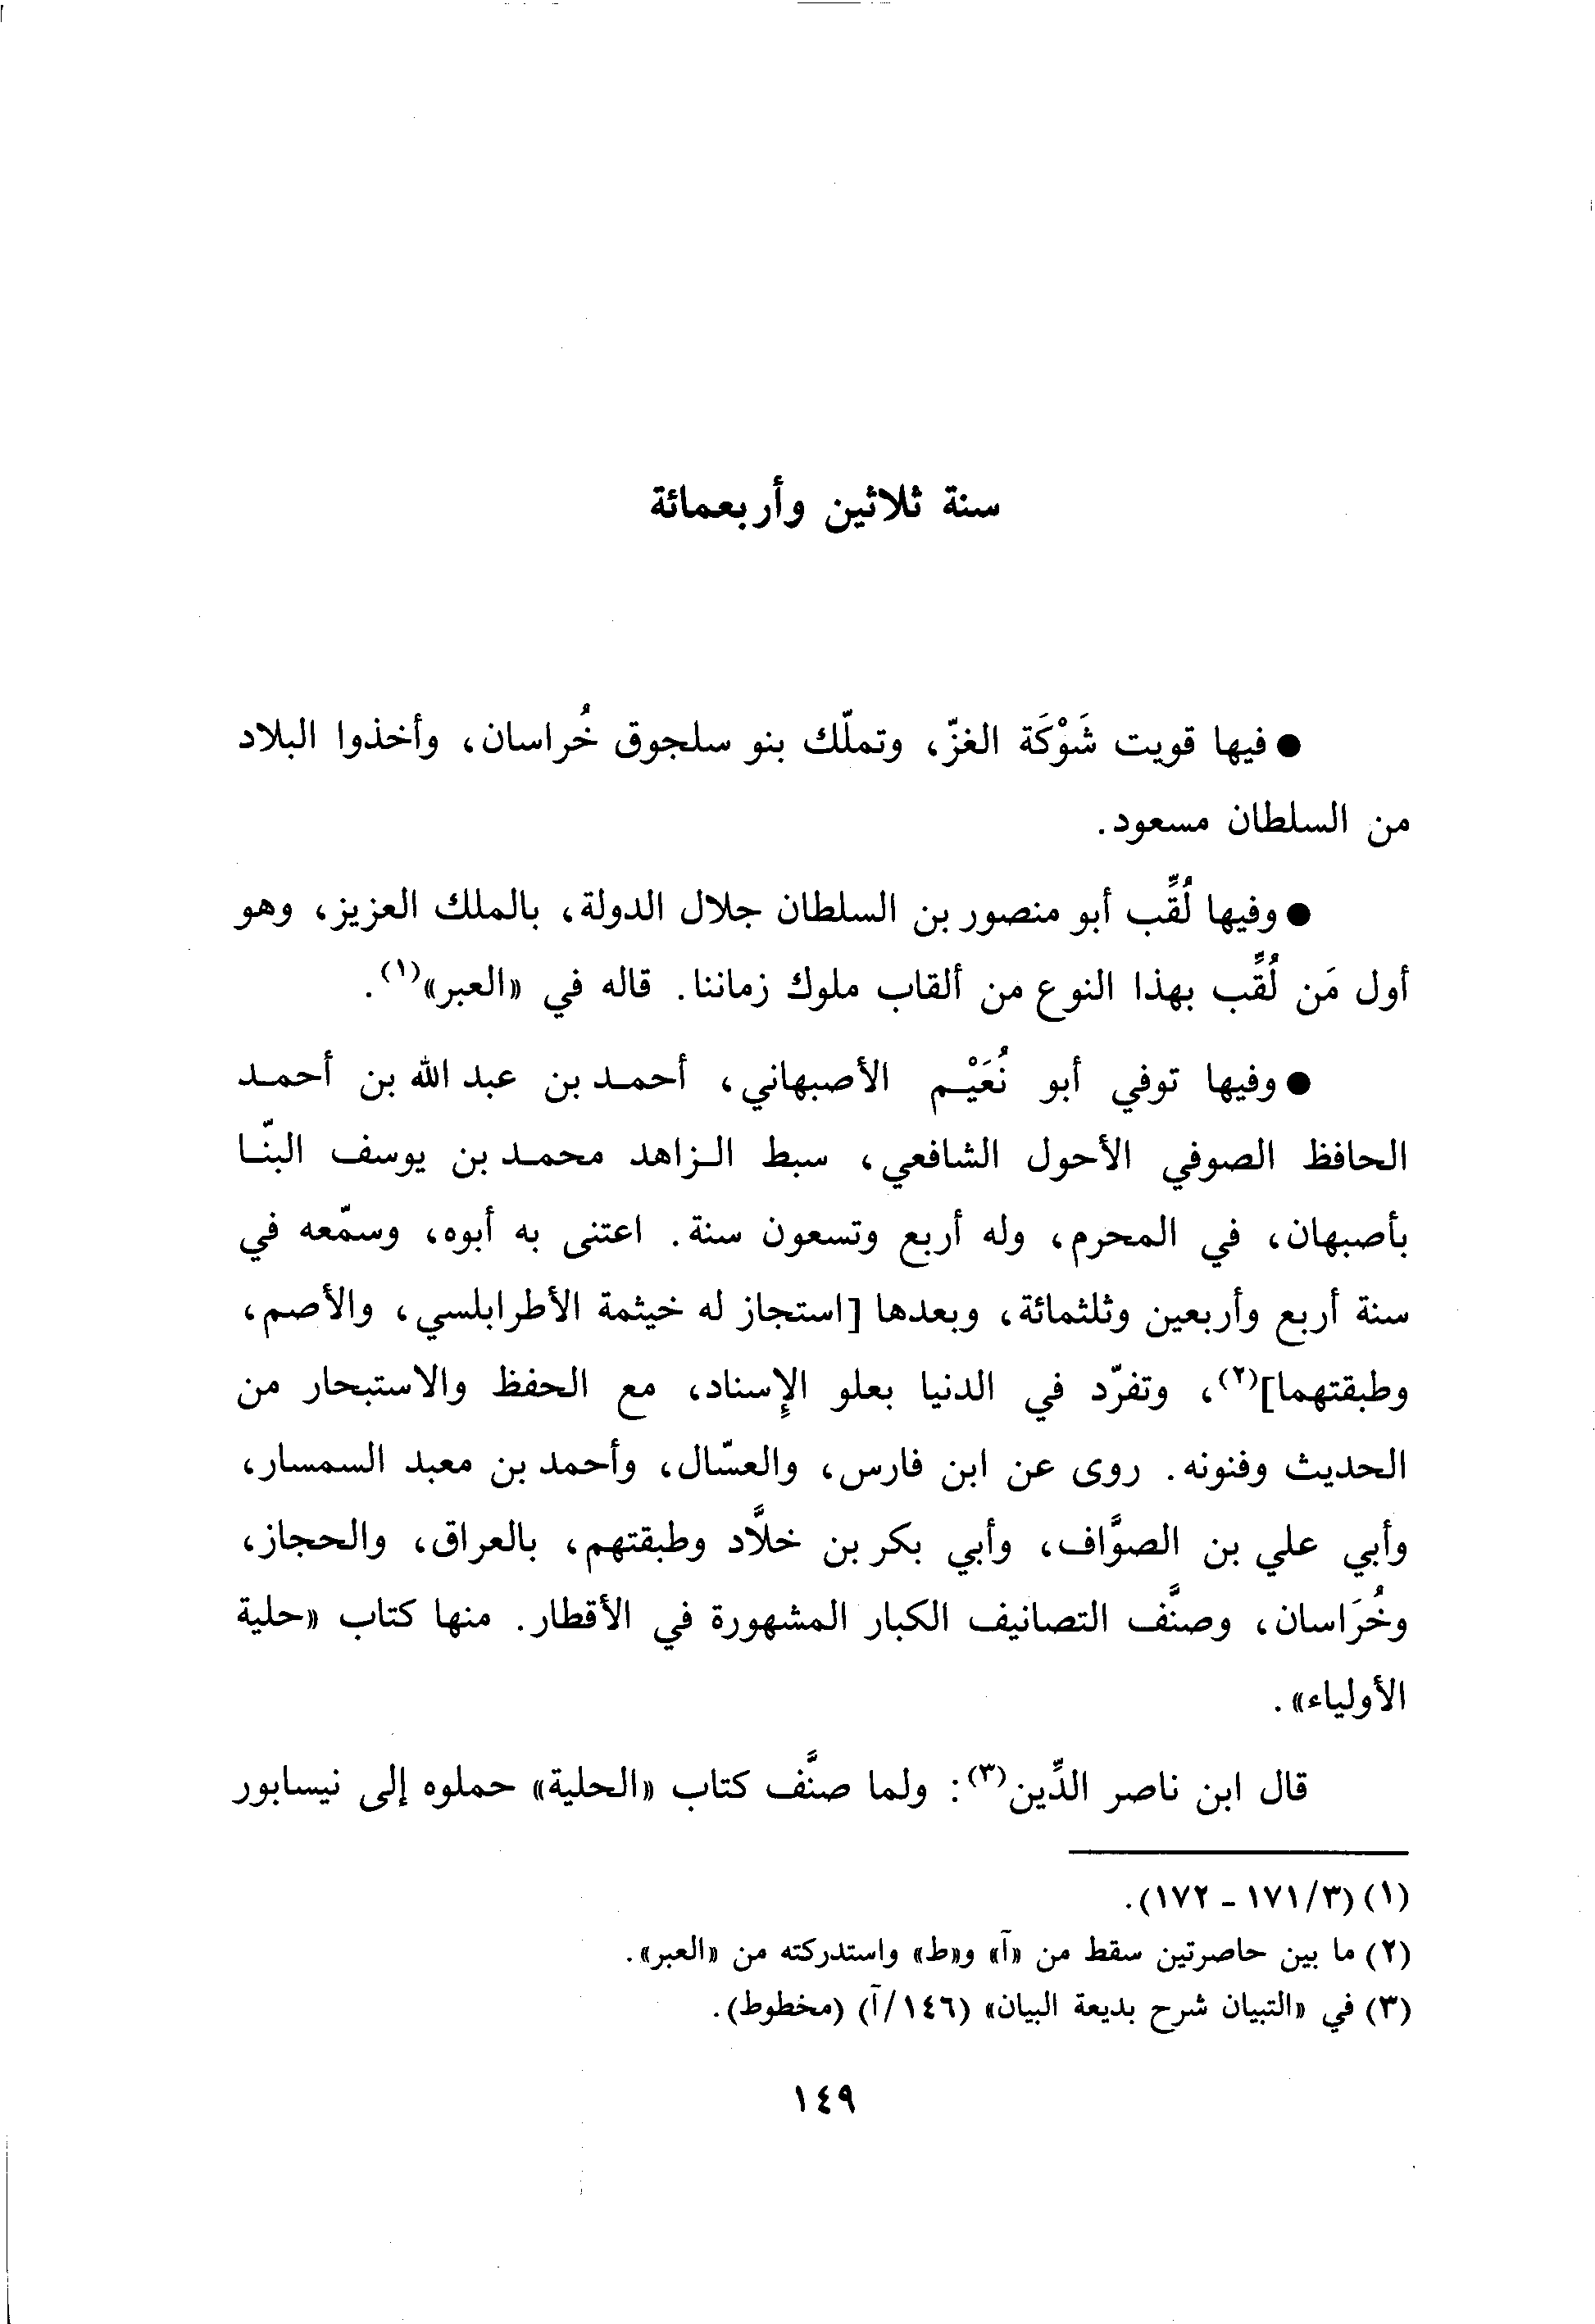 سنة ثلاثين وأربعمائة
● فيها قويت شَوْكَة الغزّ، وتملّك بنو سلجوق خُراسان، وأخذوا البلاد
من السلطان مسعود.
● وفيها لُقِّب أبو منصور بن السلطان جلال الدولة، بالملك العزيز، وهو
أول مَن لُقِّب بهذا النوع من ألقاب ملوك زماننا. قاله في «العبر»(١).
● وفيها توفي أبو نُعَيْم الأصبهاني، أحمد بن عبد الله بن أحمد
الحافظ الصوفي الأحول الشافعي، سبط الزاهد محمد بن يوسف البنّا
بأصبهان، في المحرم، وله أربع وتسعون سنة. اعتنى به أبوه، وسمّعه في
سنة أربع وأربعين وثلثمائة، وبعدها [استجاز له خيثمة الأطرابلسي، والأصم،
وطبقتهما](٢)، وتفرّد في الدنيا بعلو الإِسناد، مع الحفظ والاستبحار من
الحديث وفنونه. روى عن ابن فارس، والعسّال، وأحمد بن معبد السمسار،
وأبي علي بن الصوَّاف، وأبي بكر بن خلاَّد وطبقتهم، بالعراق، والحجاز،
وخُرَاسان، وصنَّف التصانيف الكبار المشهورة في الأقطار. منها كتاب «حلية
الأولياء».
قال ابن ناصر الدِّين(٣): ولما صنَّف كتاب «الحلية» حملوه إلى نيسابور
(١) (٣/ ١٧١ - ١٧٢).
(٢) ما بين حاصرتين سقط من «آ» و«ط» واستدركته من «العبر».
(٣) في «التبيان شرح بديعة البيان» (١٤٦/ آ) (مخطوط).
١٤٩